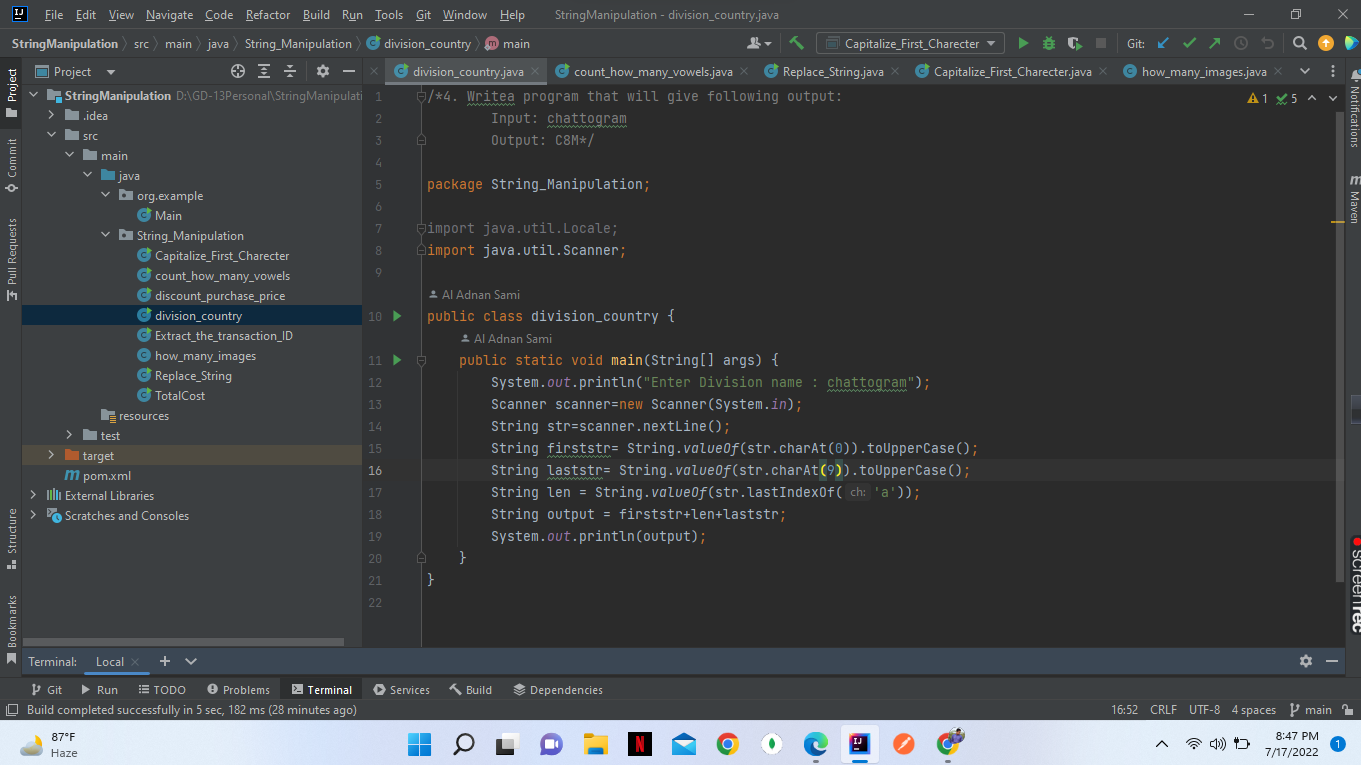 File Edit View Navigate Code Refactor Build Run Tools Git Window Help StringManipulation - division_country.java
StringManipulation src main java String_Manipulation division_country main Capitalize_First_Charecter Git:
Project division_country.java count_how_many_vowels.java Replace_String.java Capitalize_First_Charecter.java how_many_images.java
StringManipulation D:\GD-13Personal\StringManipulati
.idea
src
main
java
org.example
Main
String_Manipulation
Capitalize_First_Charecter
count_how_many_vowels
discount_purchase_price
division_country
Extract_the_transaction_ID
how_many_images
Replace_String
TotalCost
resources
test
target
pom.xml
External Libraries
Scratches and Consoles
Project
Commit
Pull Requests
Structure
Bookmarks
1 /*4. Writea program that will give following output:
2 Input: chattogram
3 Output: C8M*/
4
5 package String_Manipulation;
6
7 import java.util.Locale;
8 import java.util.Scanner;
9
Al Adnan Sami
10 public class division_country {
Al Adnan Sami
11 public static void main(String[] args) {
12 System.out.println("Enter Division name : chattogram");
13 Scanner scanner=new Scanner(System.in);
14 String str=scanner.nextLine();
15 String firststr= String.valueOf(str.charAt(0)).toUpperCase();
16 String laststr= String.valueOf(str.charAt(9)).toUpperCase();
17 String len = String.valueOf(str.lastIndexOf( ch: 'a'));
18 String output = firststr+len+laststr;
19 System.out.println(output);
20 }
21 }
22
1 5
Notifications
Maven
screenrec
Terminal: Local
Git Run TODO Problems Terminal Services Build Dependencies
Build completed successfully in 5 sec, 182 ms (28 minutes ago) 16:52 CRLF UTF-8 4 spaces main
87°F
Haze
8:47 PM
7/17/2022
1